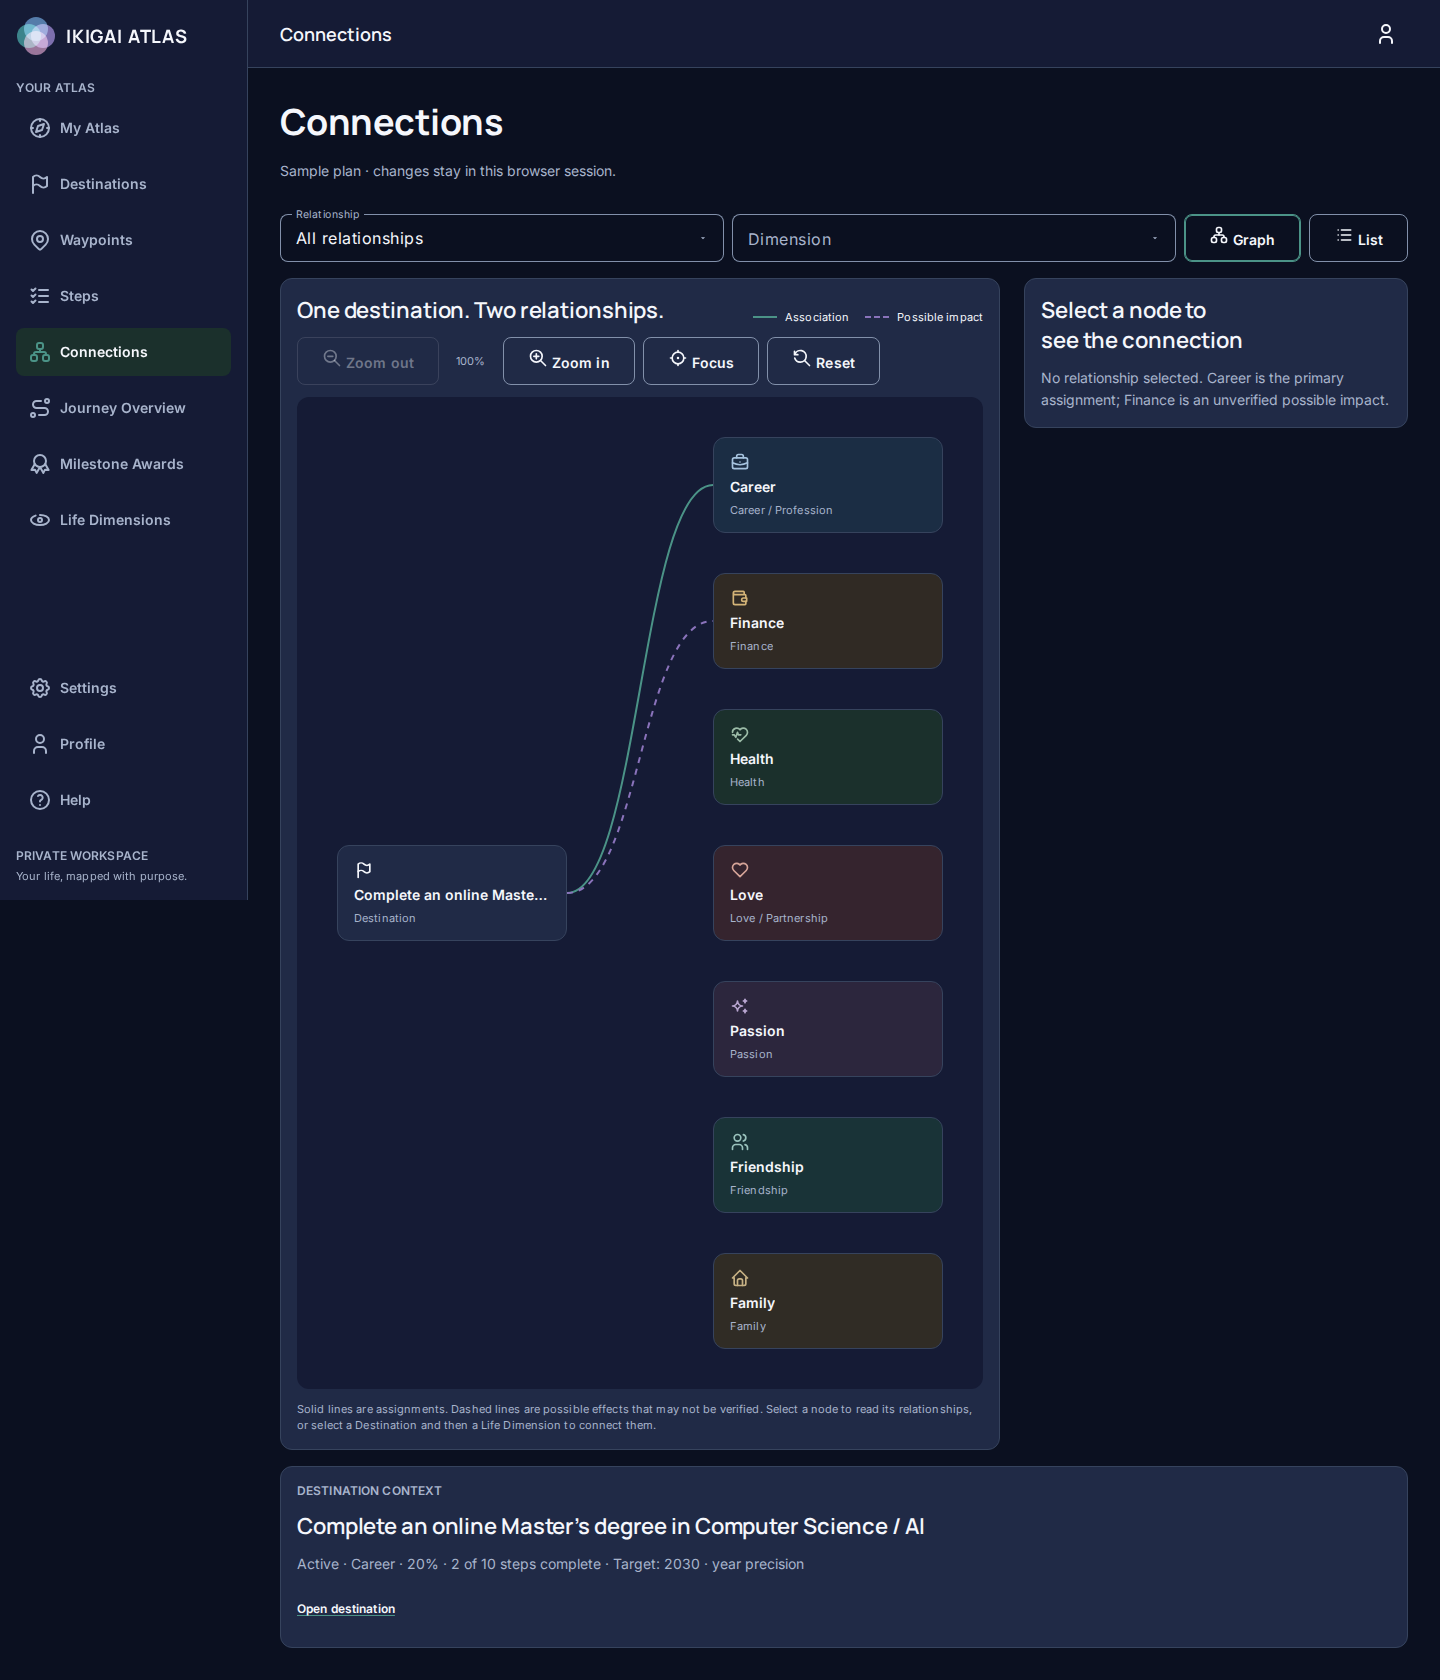 IKIGAI ATLAS
YOUR ATLAS
My Atlas
Destinations
Waypoints
Steps
Connections
Journey Overview
Milestone Awards
Life Dimensions
Settings
Profile
Help
PRIVATE WORKSPACE
Your life, mapped with purpose.
Connections
Connections
Sample plan · changes stay in this browser session.
Relationship
All relationships
Dimension
Graph
List
One destination. Two relationships.
Association
Possible impact
Zoom out
100%
Zoom in
Focus
Reset
Career
Career / Profession
Finance
Finance
Health
Health
Complete an online Maste...
Destination
Love
Love / Partnership
Passion
Passion
Friendship
Friendship
Family
Family
Solid lines are assignments. Dashed lines are possible effects that may not be verified. Select a node to read its relationships,
or select a Destination and then a Life Dimension to connect them.
Select a node to
see the connection
No relationship selected. Career is the primary
assignment; Finance is an unverified possible impact.
DESTINATION CONTEXT
Complete an online Master’s degree in Computer Science / AI
Active · Career · 20% · 2 of 10 steps complete · Target: 2030 · year precision
Open destination